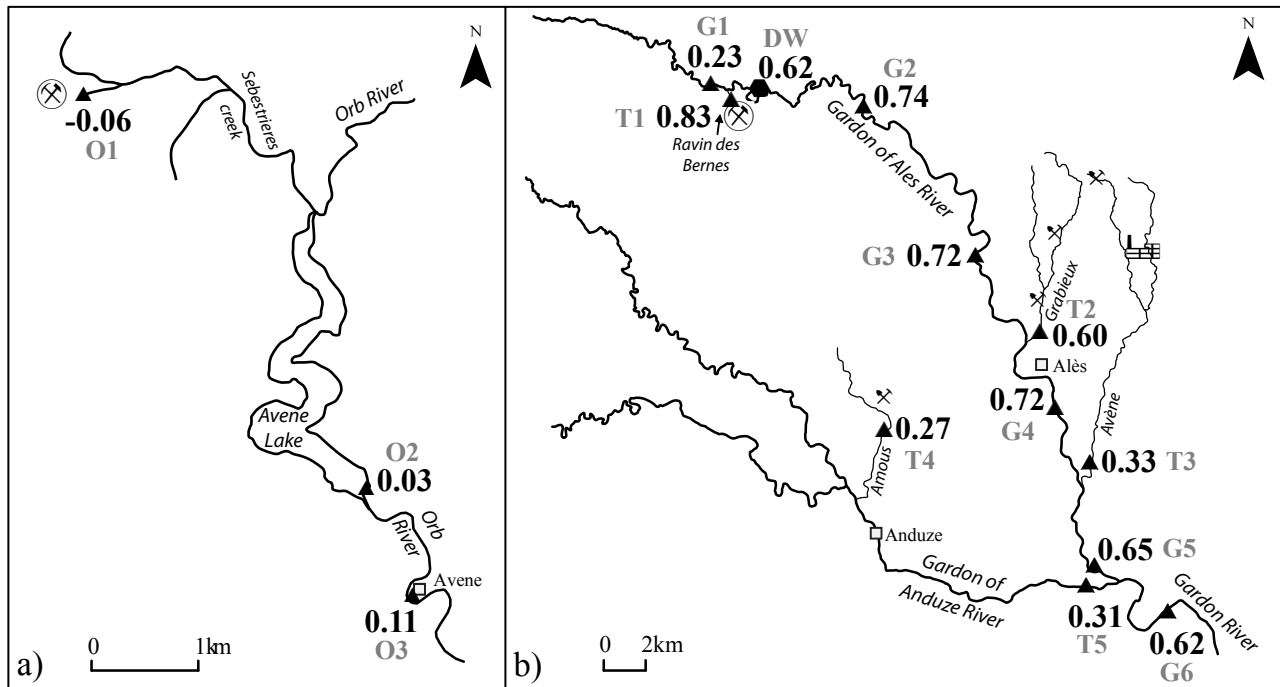 N
Sebestrieres
creek
Orb River
-0.06
O1
Avene
Lake
O2
0.03
Orb
River
Avene
0.11
O3
0
1km
a)
N
G1
0.23
DW
0.62
G2
0.74
T1
0.83
Ravin des
Bernes
Gardon of Ales River
G3
0.72
Grabieux
T2
0.60
Alès
0.72
G4
Avène
0.33
T3
0.27
T4
Amous
Anduze
0.65
G5
Gardon of
Anduze River
0.31
T5
Gardon River
0.62
G6
0
2km
b)